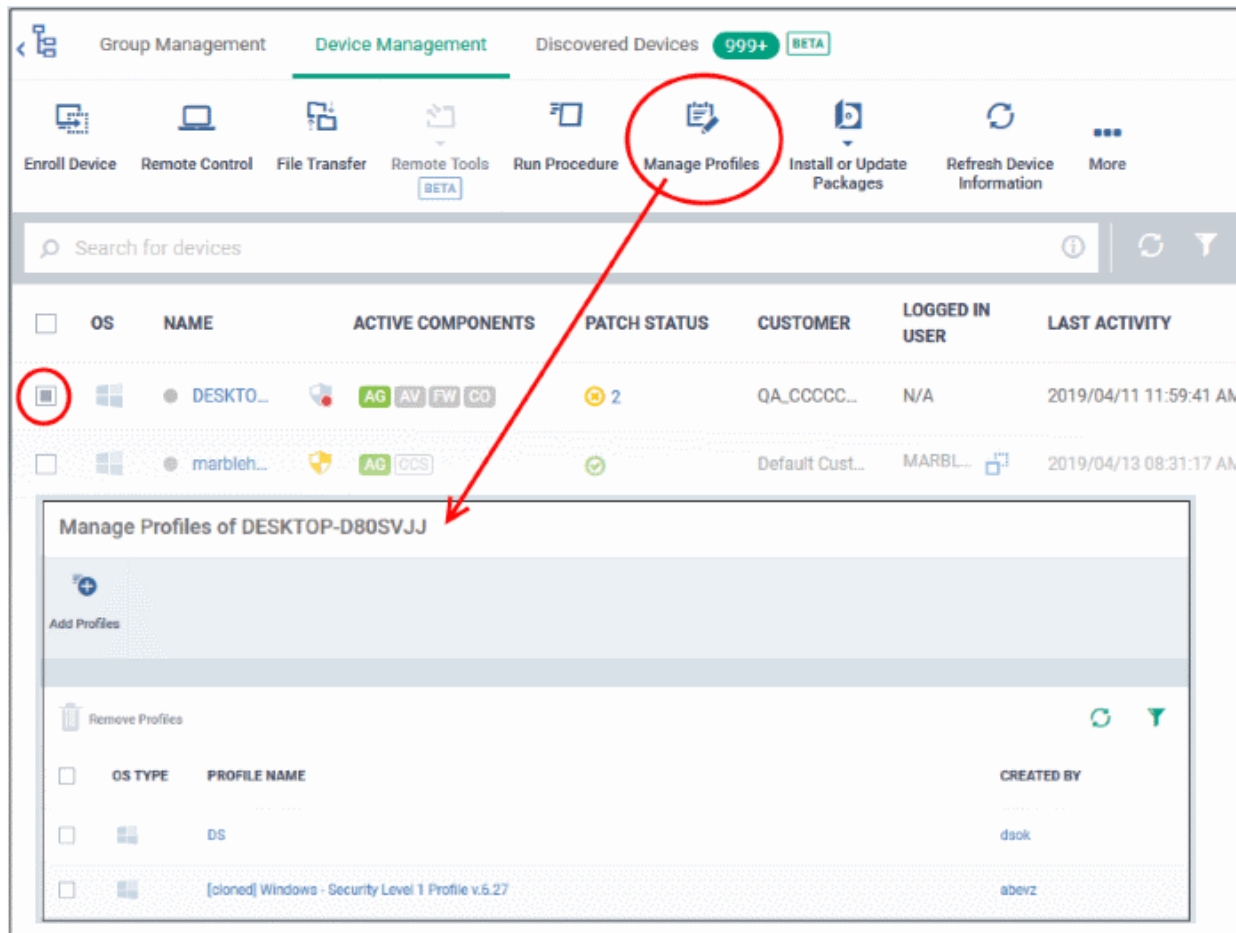 Group Management Device Management Discovered Devices 999+ BETA
Enroll Device Remote Control File Transfer Remote Tools Run Procedure Manage Profiles Install or Update Refresh Device More
BETA Packages Information
Search for devices
LOGGED IN
OS NAME ACTIVE COMPONENTS PATCH STATUS CUSTOMER LAST ACTIVITY
USER
DESKTO... AG AV FW CO 2 QA_CCCCC... N/A 2019/04/11 11:59:41 AM
marbleh... AG CCS Default Cust... MARBL... 2019/04/13 08:31:17 AM
Manage Profiles of DESKTOP-D80SVJJ
Add Profiles
Remove Profiles
OS TYPE PROFILE NAME CREATED BY
DS dsok
[cloned] Windows - Security Level 1 Profile v.6.27 abevz